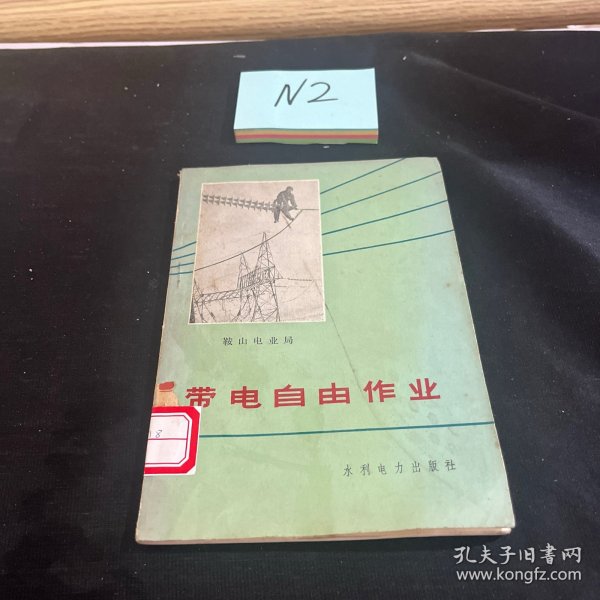 N2
鞍山电业局
带电自由作业
8
水利电力出版社
孔夫子旧书网
www.kongfz.com